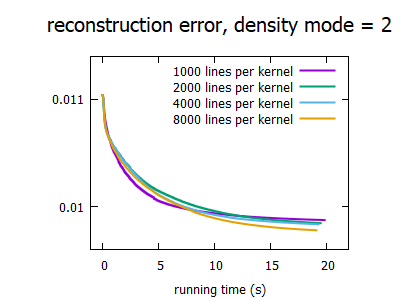 reconstruction error, density mode = 2
1000 lines per kernel
2000 lines per kernel
4000 lines per kernel
8000 lines per kernel
0.011
0.01
0 5 10 15 20
running time (s)